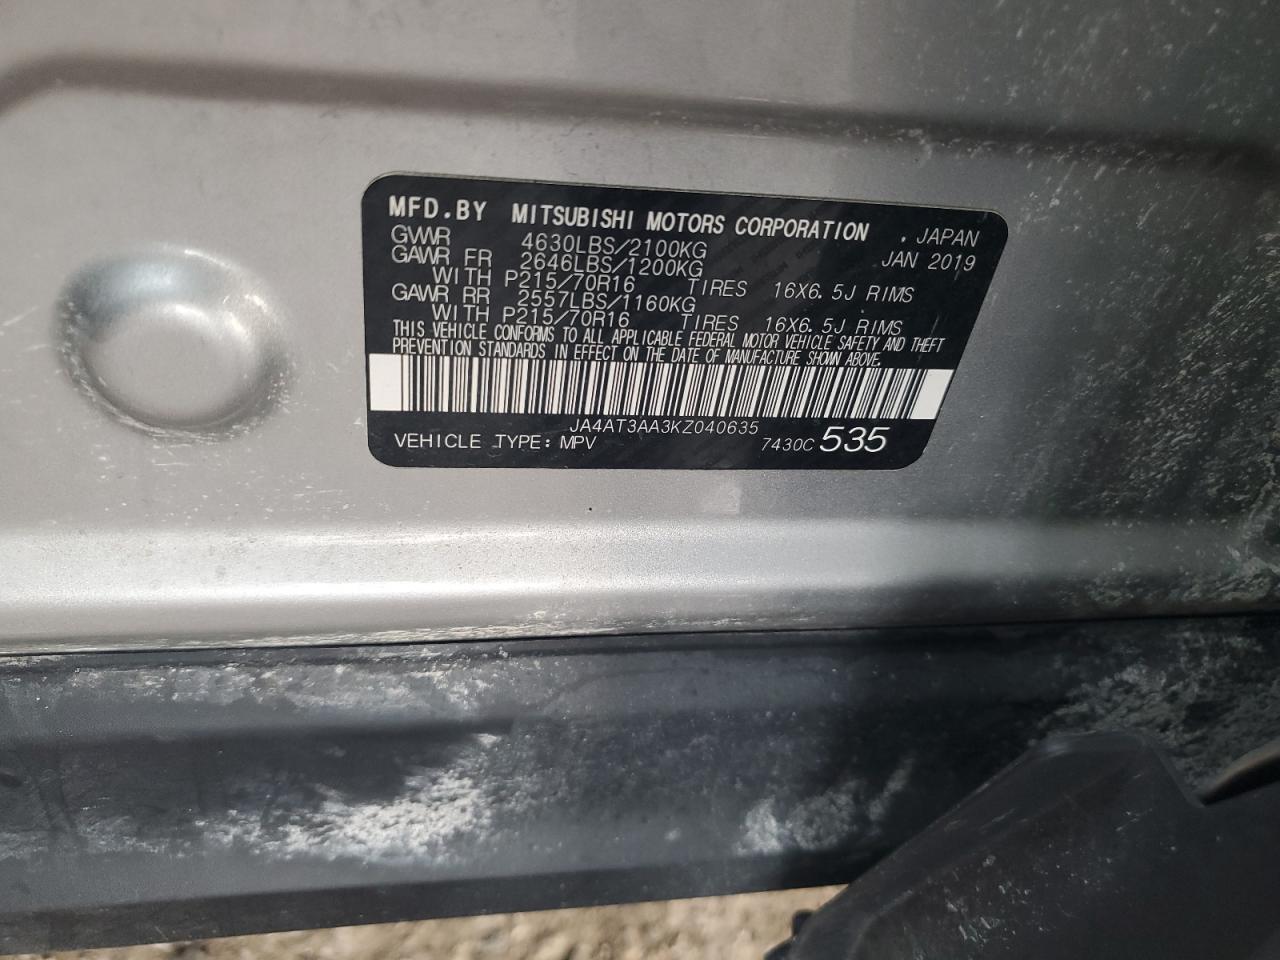 MFD.BY MITSUBISHI MOTORS CORPORATION . JAPAN
GVWR 4630LBS/2100KG JAN 2019
GAWR FR 2646LBS/1200KG
WITH P215/70R16 TIRES 16X6.5J RIMS
GAWR RR 2557LBS/1160KG
WITH P215/70R16 TIRES 16X6.5J RIMS
THIS VEHICLE CONFORMS TO ALL APPLICABLE FEDERAL MOTOR VEHICLE SAFETY AND THEFT
PREVENTION STANDARDS IN EFFECT ON THE DATE OF MANUFACTURE SHOWN ABOVE.
JA4AT3AA3KZ040635
VEHICLE TYPE: MPV 7430C 535